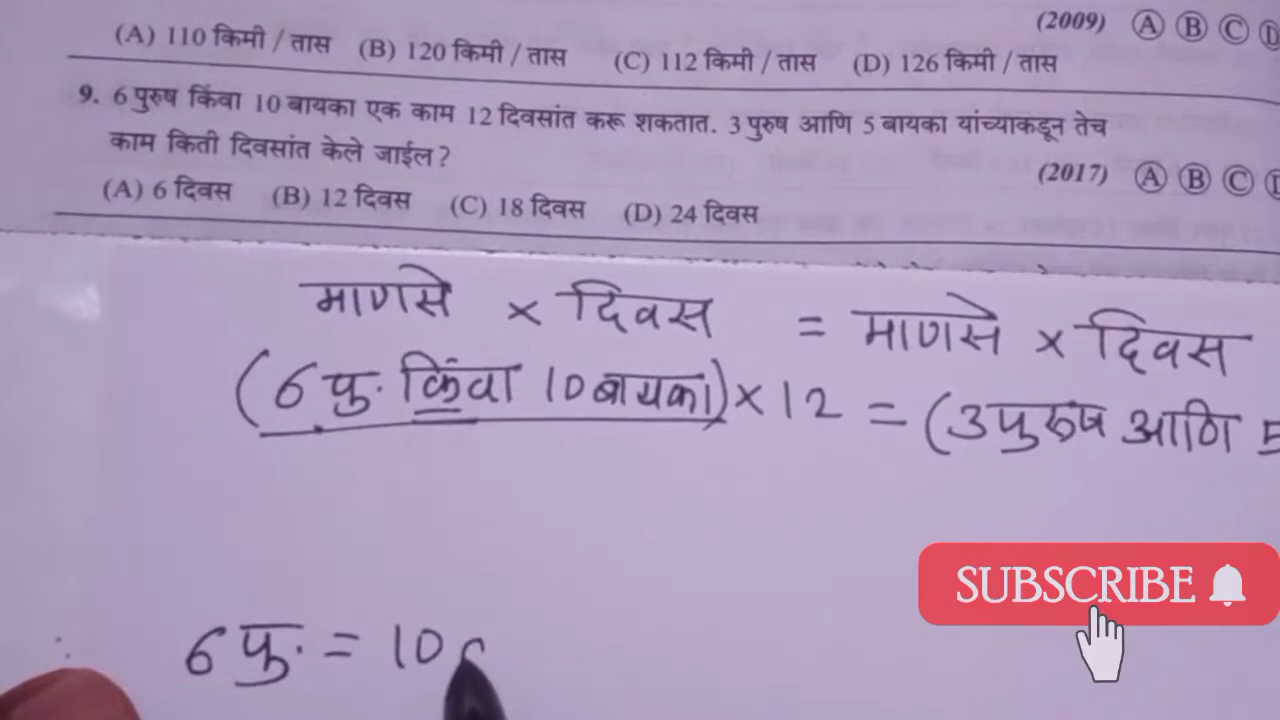 (2009) Ⓐ Ⓑ Ⓒ Ⓓ
(A) 110 किमी / तास (B) 120 किमी / तास (C) 112 किमी / तास (D) 126 किमी / तास
9. 6 पुरुष किंवा 10 बायका एक काम 12 दिवसांत करू शकतात. 3 पुरुष आणि 5 बायका यांच्याकडून तेच
काम किती दिवसांत केले जाईल?
(2017) Ⓐ Ⓑ Ⓒ
(A) 6 दिवस (B) 12 दिवस (C) 18 दिवस (D) 24 दिवस
माणसे × दिवस = माणसे × दिवस
(6 पु. किंवा 10 बायका) × 12 = (3 पुरुष आणि 5
SUBSCRIBE
6 पु. = 10